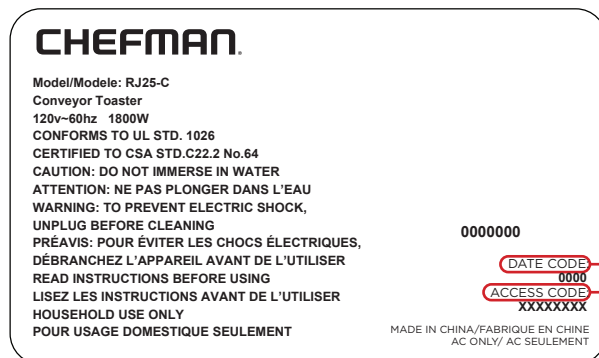 CHEFMAN.
Model/Modele: RJ25-C
Conveyor Toaster
120v~60hz 1800W
CONFORMS TO UL STD. 1026
CERTIFIED TO CSA STD.C22.2 No.64
CAUTION: DO NOT IMMERSE IN WATER
ATTENTION: NE PAS PLONGER DANS L'EAU
WARNING: TO PREVENT ELECTRIC SHOCK,
UNPLUG BEFORE CLEANING
PRÉAVIS: POUR ÉVITER LES CHOCS ÉLECTRIQUES,
DÉBRANCHEZ L'APPAREIL AVANT DE L'UTILISER
READ INSTRUCTIONS BEFORE USING
LISEZ LES INSTRUCTIONS AVANT DE L'UTILISER
HOUSEHOLD USE ONLY
POUR USAGE DOMESTIQUE SEULEMENT
0000000
DATE CODE
0000
ACCESS CODE
XXXXXXXX
MADE IN CHINA/FABRIQUE EN CHINE
AC ONLY/ AC SEULEMENT